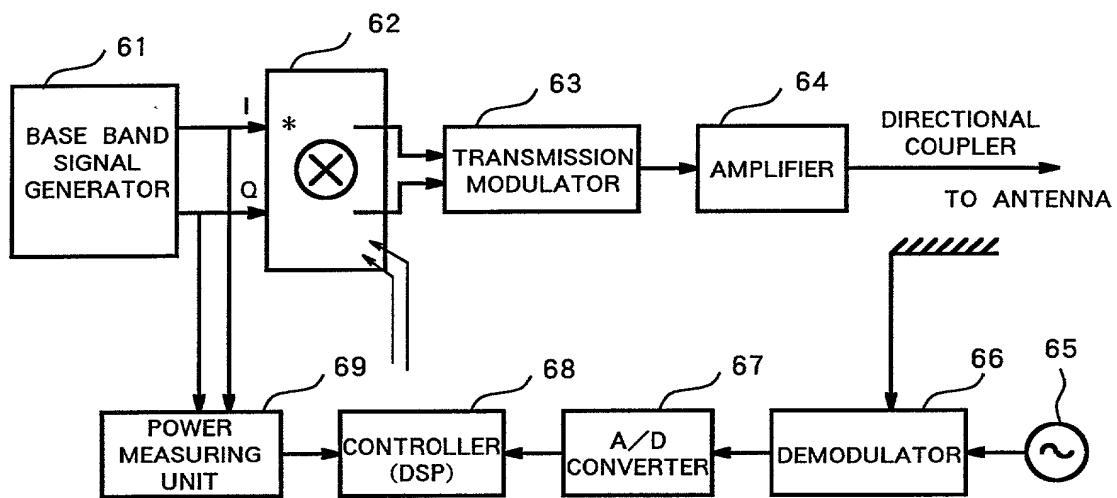 61
62
63
64
BASE BAND
SIGNAL
GENERATOR
I
Q
*
TRANSMISSION
MODULATOR
AMPLIFIER
DIRECTIONAL
COUPLER
TO ANTENNA
69
68
67
66
65
POWER
MEASURING
UNIT
CONTROLLER
(DSP)
A/D
CONVERTER
DEMODULATOR